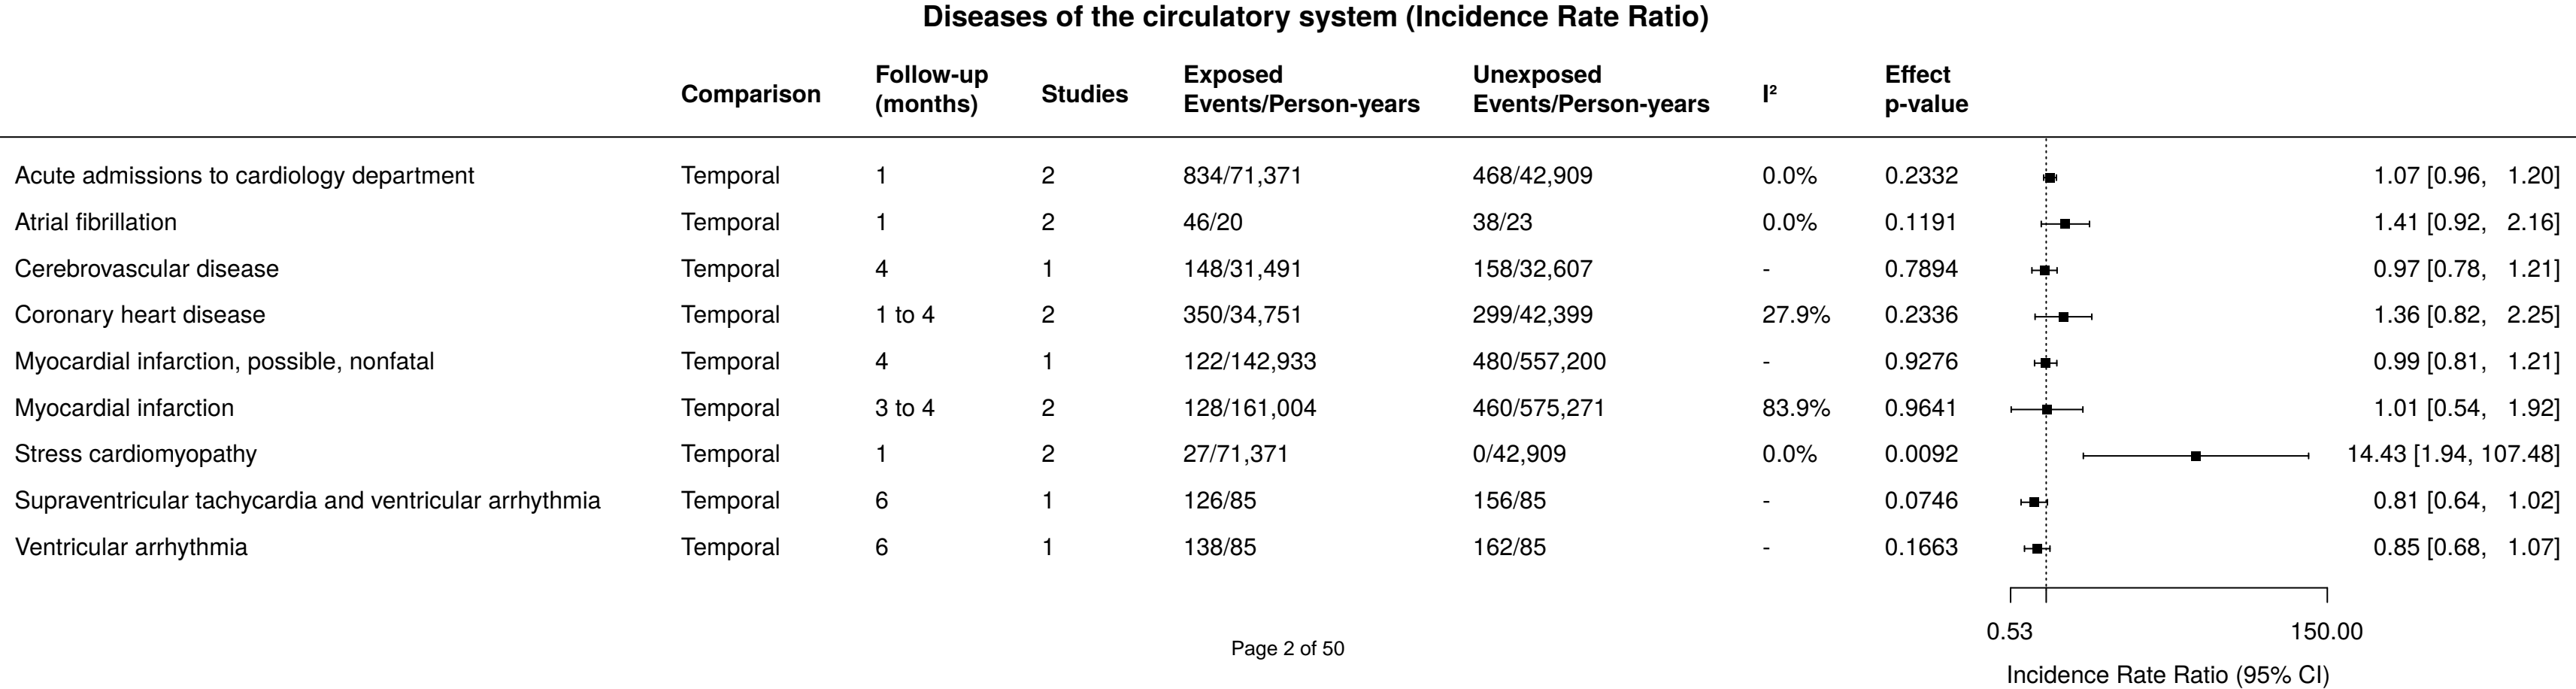 Diseases of the circulatory system (Incidence Rate Ratio)
Comparison Follow-up (months) Studies Exposed Events/Person-years Unexposed Events/Person-years I² Effect p-value
Acute admissions to cardiology department Temporal 1 2 834/71,371 468/42,909 0.0% 0.2332 1.07 [0.96, 1.20]
Atrial fibrillation Temporal 1 2 46/20 38/23 0.0% 0.1191 1.41 [0.92, 2.16]
Cerebrovascular disease Temporal 4 1 148/31,491 158/32,607 - 0.7894 0.97 [0.78, 1.21]
Coronary heart disease Temporal 1 to 4 2 350/34,751 299/42,399 27.9% 0.2336 1.36 [0.82, 2.25]
Myocardial infarction, possible, nonfatal Temporal 4 1 122/142,933 480/557,200 - 0.9276 0.99 [0.81, 1.21]
Myocardial infarction Temporal 3 to 4 2 128/161,004 460/575,271 83.9% 0.9641 1.01 [0.54, 1.92]
Stress cardiomyopathy Temporal 1 2 27/71,371 0/42,909 0.0% 0.0092 14.43 [1.94, 107.48]
Supraventricular tachycardia and ventricular arrhythmia Temporal 6 1 126/85 156/85 - 0.0746 0.81 [0.64, 1.02]
Ventricular arrhythmia Temporal 6 1 138/85 162/85 - 0.1663 0.85 [0.68, 1.07]
0.53 150.00
Page 2 of 50
Incidence Rate Ratio (95% CI)